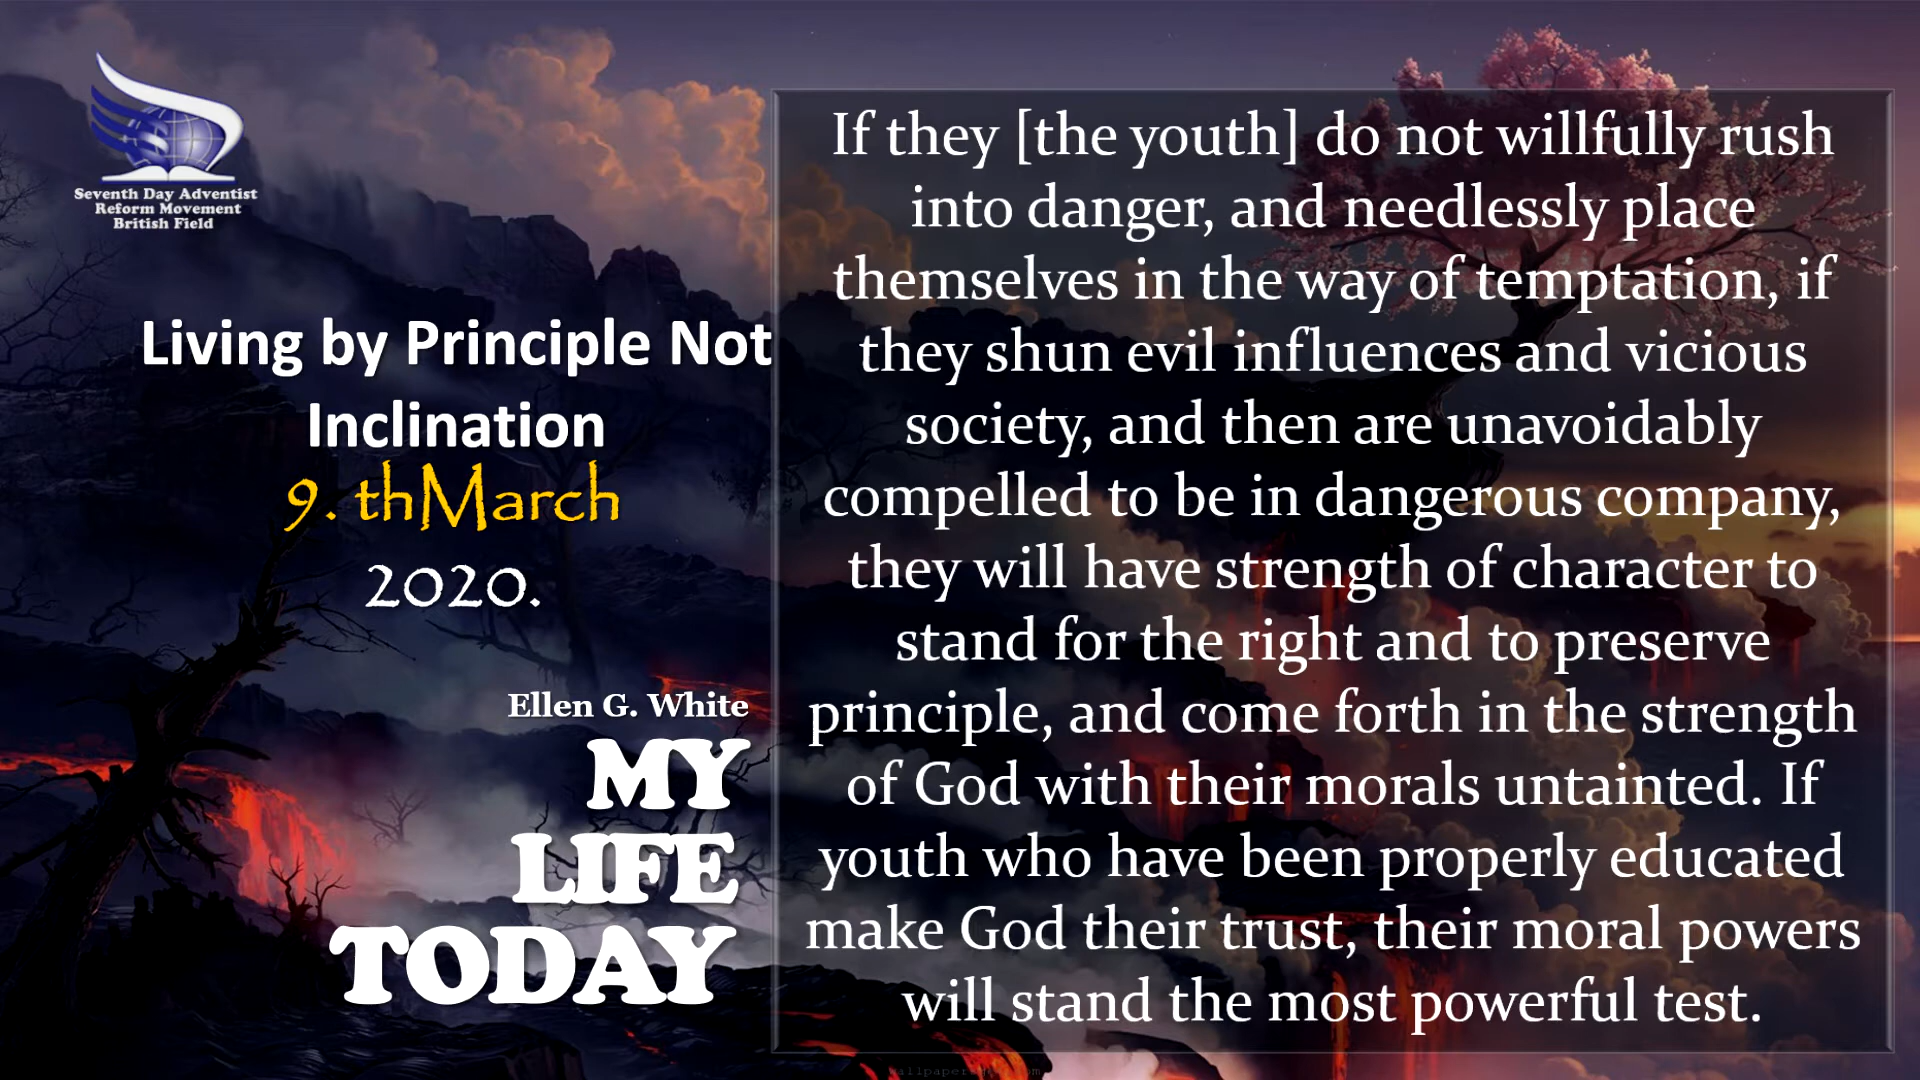 Seventh Day Adventist
Reform Movement
British Field
Living by Principle Not
Inclination
9. thMarch
2020.
Ellen G. White
MY
LIFE
TODAY
If they [the youth] do not willfully rush
into danger, and needlessly place
themselves in the way of temptation, if
they shun evil influences and vicious
society, and then are unavoidably
compelled to be in dangerous company,
they will have strength of character to
stand for the right and to preserve
principle, and come forth in the strength
of God with their morals untainted. If
youth who have been properly educated
make God their trust, their moral powers
will stand the most powerful test.